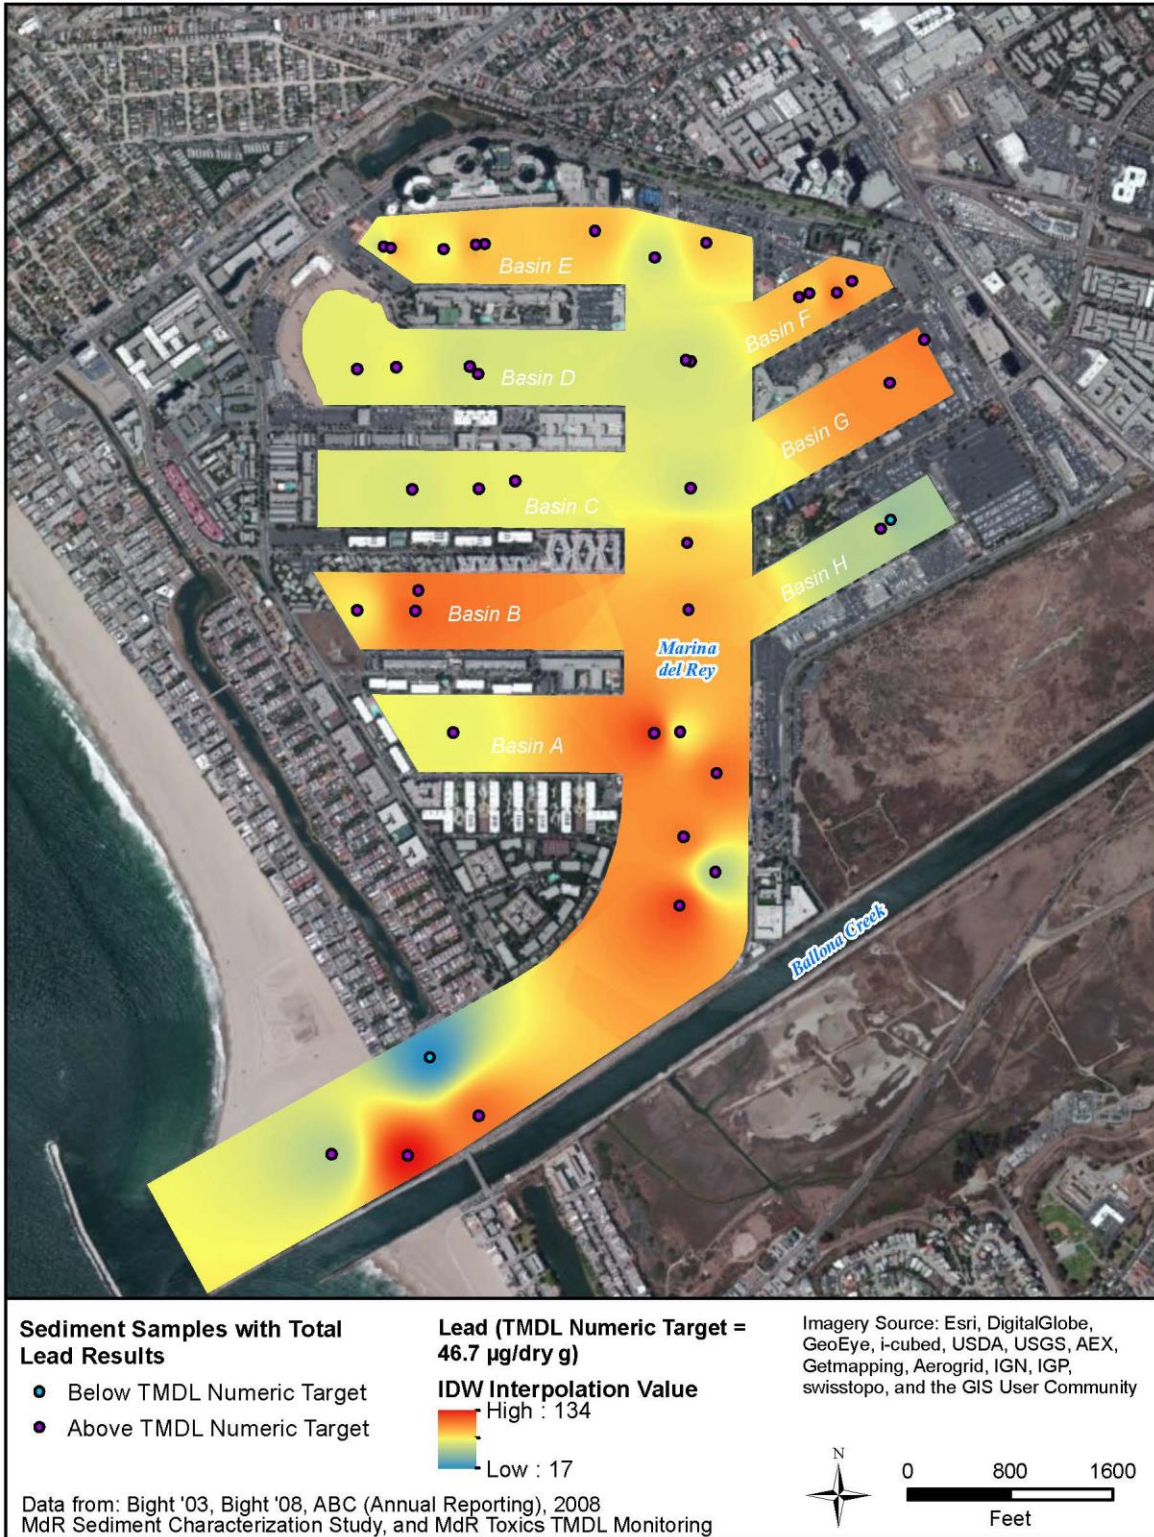 Basin E
Basin F
Basin D
Basin G
Basin C
Basin H
Basin B
Marina
del Rey
Basin A
Ballona Creek
Sediment Samples with Total
Lead Results
Below TMDL Numeric Target
Above TMDL Numeric Target
Lead (TMDL Numeric Target =
46.7 µg/dry g)
IDW Interpolation Value
High : 134
Low : 17
Imagery Source: Esri, DigitalGlobe,
GeoEye, i-cubed, USDA, USGS, AEX,
Getmapping, Aerogrid, IGN, IGP,
swisstopo, and the GIS User Community
N
0 800 1600
Feet
Data from: Bight '03, Bight '08, ABC (Annual Reporting), 2008
MdR Sediment Characterization Study, and MdR Toxics TMDL Monitoring